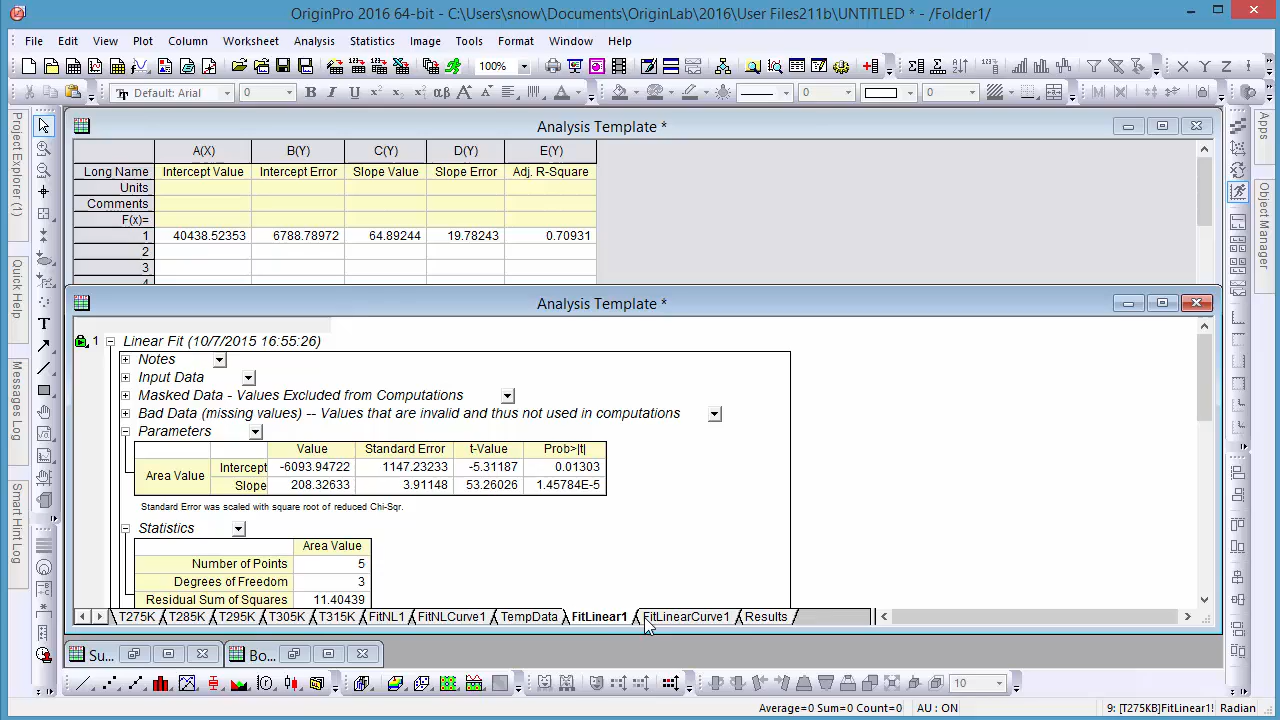 OriginPro 2016 64-bit - C:\Users\snow\Documents\OriginLab\2016\User Files211b\UNTITLED * - /Folder1/
File Edit View Plot Column Worksheet Analysis Statistics Image Tools Format Window Help
100%
Default: Arial 0 0 0
Project Explorer (1)
Quick Help
Messages Log
Smart Hint Log
Apps
Object Manager
Analysis Template *
A(X) B(Y) C(Y) D(Y) E(Y)
Long Name Intercept Value Intercept Error Slope Value Slope Error Adj. R-Square
Units
Comments
F(x)=
1 40438.52353 6788.78972 64.89244 19.78243 0.70931
2
3
4
Analysis Template *
1 Linear Fit (10/7/2015 16:55:26)
Notes
Input Data
Masked Data - Values Excluded from Computations
Bad Data (missing values) -- Values that are invalid and thus not used in computations
Parameters
Value Standard Error t-Value Prob>|t|
Area Value Intercept -6093.94722 1147.23233 -5.31187 0.01303
Slope 208.32633 3.91148 53.26026 1.45784E-5
Standard Error was scaled with square root of reduced Chi-Sqr.
Statistics
Area Value
Number of Points 5
Degrees of Freedom 3
Residual Sum of Squares 11.40439
T275K T285K T295K T305K T315K FitNL1 FitNLCurve1 TempData FitLinear1 FitLinearCurve1 Results
Su... Bo...
10
Average=0 Sum=0 Count=0 AU : ON 9: [T275KB]FitLinear1! Radian